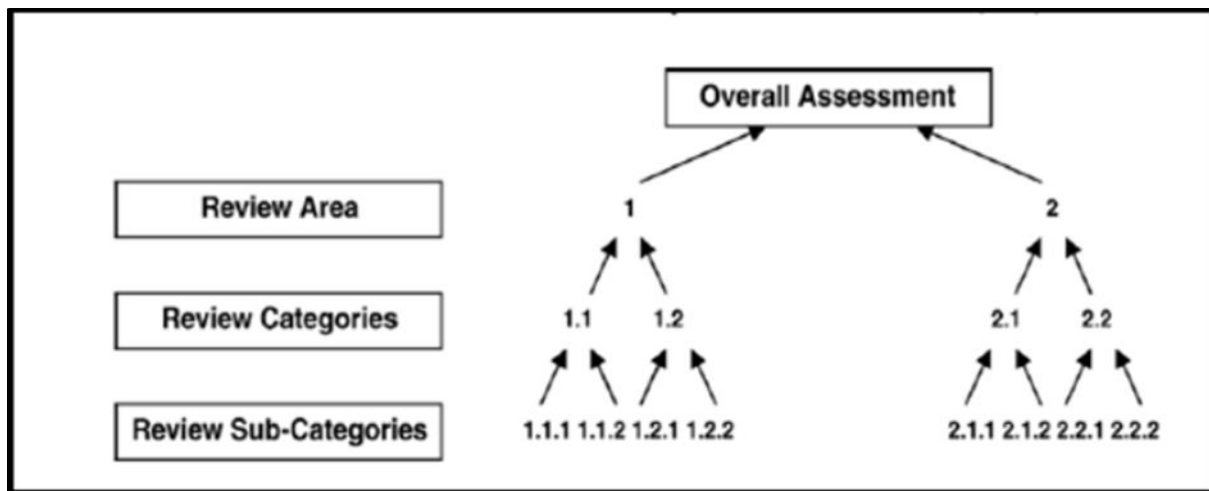 Overall Assessment
Review Area 1 2
Review Categories 1.1 1.2 2.1 2.2
Review Sub-Categories 1.1.1 1.1.2 1.2.1 1.2.2 2.1.1 2.1.2 2.2.1 2.2.2